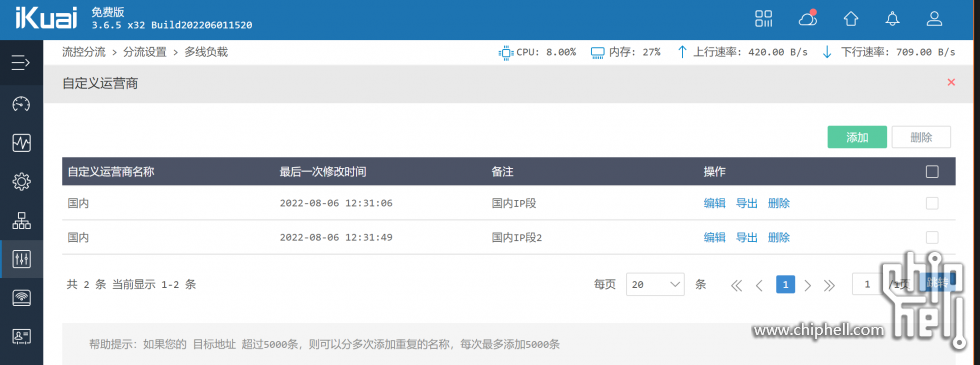 iKuai 免费版
3.6.5 x32 Build202206011520
流控分流 > 分流设置 > 多线负载 CPU: 8.00% 内存: 27% 上行速率: 420.00 B/s 下行速率: 709.00 B/s
自定义运营商 ×
添加 删除
自定义运营商名称 最后一次修改时间 备注 操作
国内 2022-08-06 12:31:06 国内IP段 编辑 导出 删除
国内 2022-08-06 12:31:49 国内IP段2 编辑 导出 删除
共 2 条 当前显示 1-2 条 每页 20 条 1 1 /1页 跳转
www.chiphell.com chip hell
帮助提示: 如果您的 目标地址 超过5000条, 则可以分多次添加重复的名称, 每次最多添加5000条